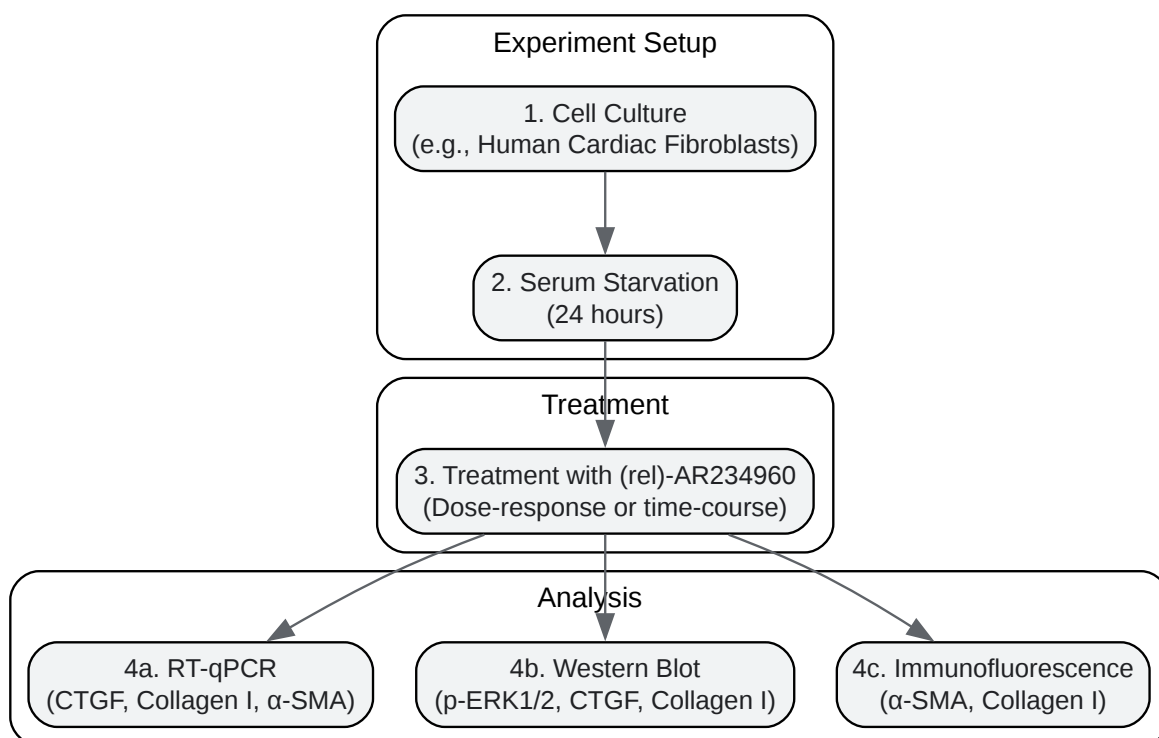 Experiment Setup
1. Cell Culture
(e.g., Human Cardiac Fibroblasts)
2. Serum Starvation
(24 hours)
Treatment
3. Treatment with (rel)-AR234960
(Dose-response or time-course)
Analysis
4a. RT-qPCR
(CTGF, Collagen I, α-SMA)
4b. Western Blot
(p-ERK1/2, CTGF, Collagen I)
4c. Immunofluorescence
(α-SMA, Collagen I)